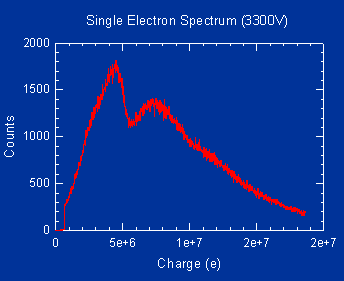 Single Electron Spectrum (3300V)
2000
1500
1000
500
0
0 5e+6 1e+7 2e+7 2e+7
Counts
Charge (e)